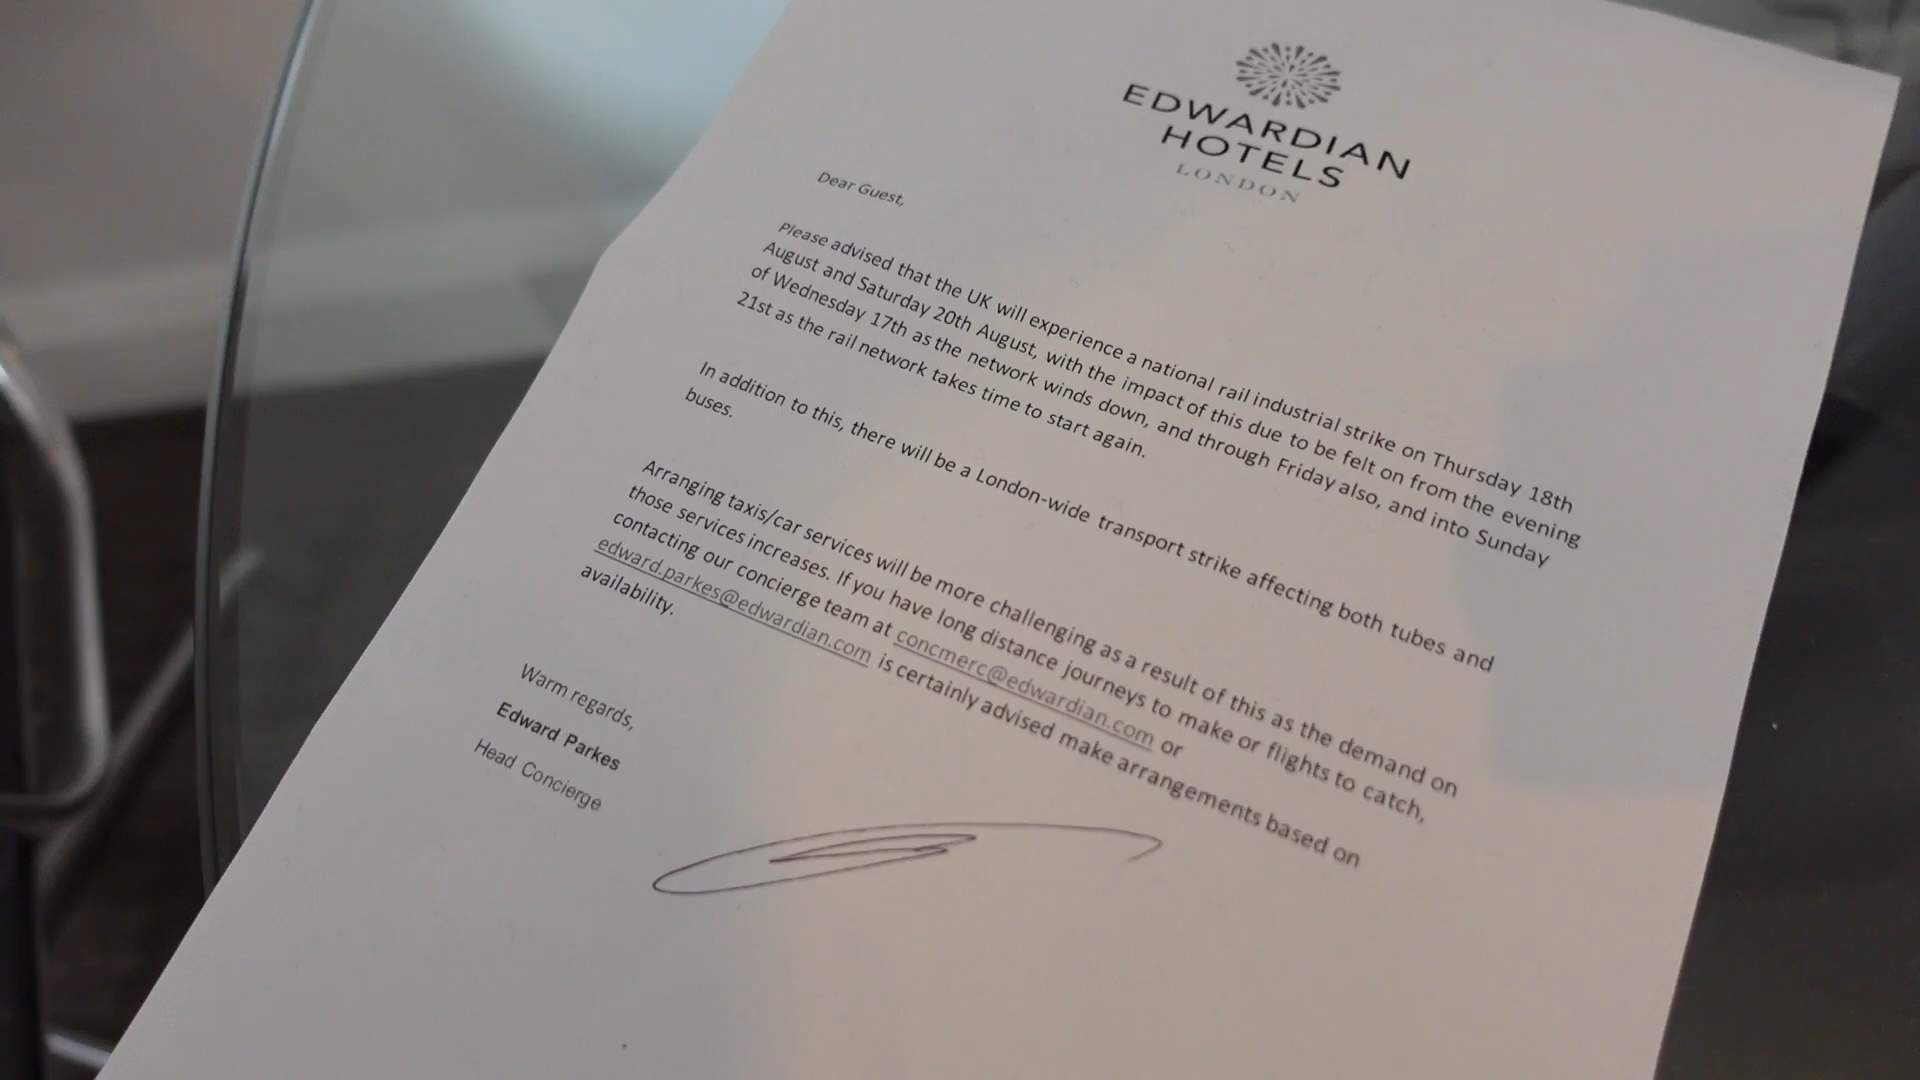 EDWARDIAN
HOTELS
LONDON
Dear Guest,
Please advised that the UK will experience a national rail industrial strike on Thursday 18th
August and Saturday 20th August, with the impact of this due to be felt on from the evening
of Wednesday 17th as the network winds down, and through Friday also, and into Sunday
21st as the rail network takes time to start again.
In addition to this, there will be a London-wide transport strike affecting both tubes and
buses.
Arranging taxis/car services will be more challenging as a result of this as the demand on
those services increases. If you have long distance journeys to make or flights to catch,
contacting our concierge team at concmerc@edwardian.com or
edward.parkes@edwardian.com is certainly advised make arrangements based on
availability.
Warm regards,
Edward Parkes
Head Concierge